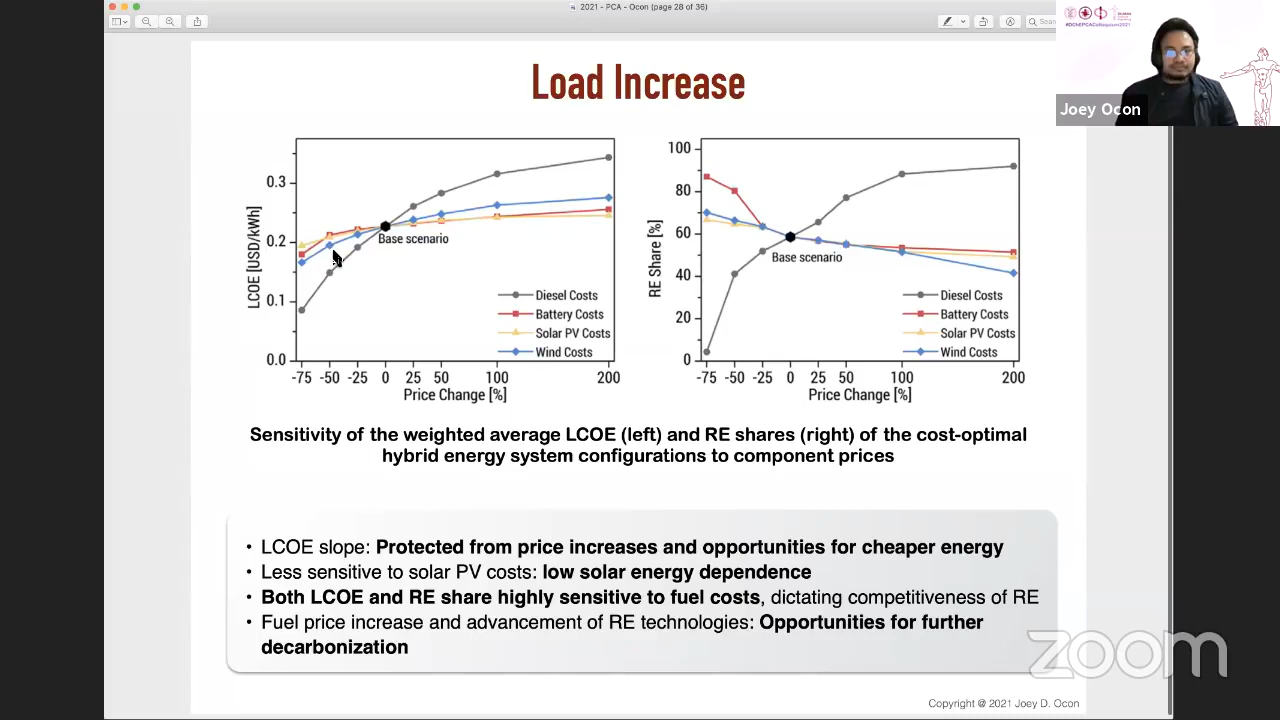 2021 - PCA - Ocon (page 28 of 36)
Sear
#DChEPCAColloquium2021
Joey Ocon
Load Increase
LCOE [USD/kWh]
0.3
0.2
0.1
0.0
Base scenario
Diesel Costs
Battery Costs
Solar PV Costs
Wind Costs
-75 -50 -25 0 25 50 100 200
Price Change [%]
RE Share [%]
100
80
60
40
20
0
Base scenario
Diesel Costs
Battery Costs
Solar PV Costs
Wind Costs
-75 -50 -25 0 25 50 100 200
Price Change [%]
Sensitivity of the weighted average LCOE (left) and RE shares (right) of the cost-optimal
hybrid energy system configurations to component prices
• LCOE slope: Protected from price increases and opportunities for cheaper energy
• Less sensitive to solar PV costs: low solar energy dependence
• Both LCOE and RE share highly sensitive to fuel costs, dictating competitiveness of RE
• Fuel price increase and advancement of RE technologies: Opportunities for further
decarbonization
zoom
Copyright @ 2021 Joey D. Ocon